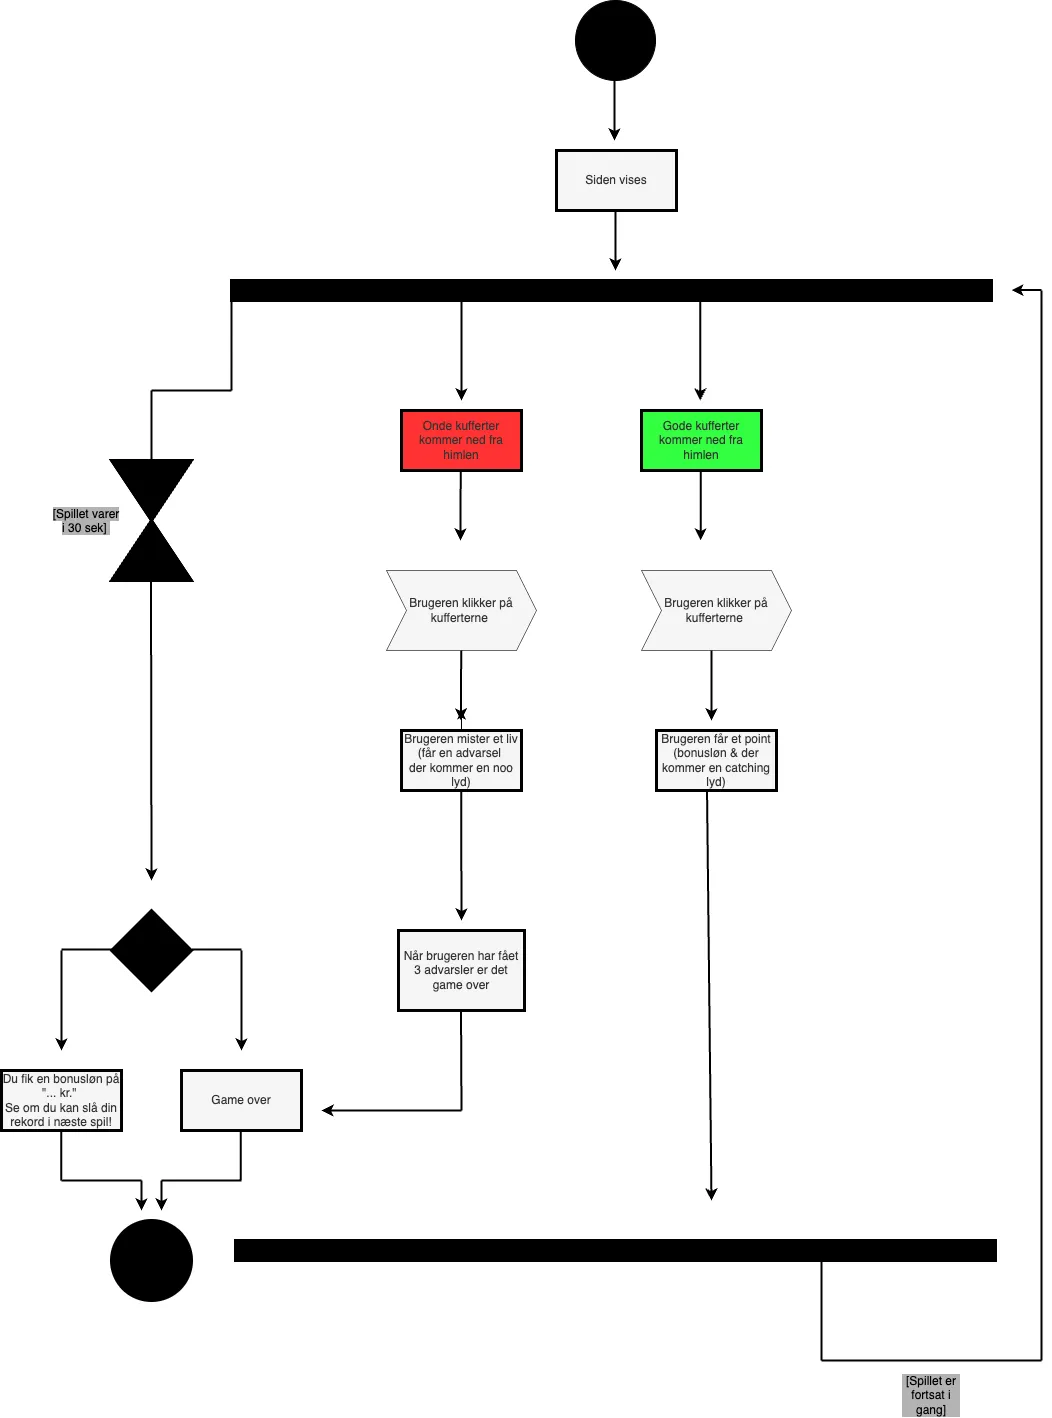 Siden vises
Onde kufferter
kommer ned fra
himlen
Gode kufferter
kommer ned fra
himlen
[Spillet varer
i 30 sek]
Brugeren klikker på
kufferterne
Brugeren klikker på
kufferterne
Brugeren mister et liv
(får en advarsel
der kommer en noo
lyd)
Brugeren får et point
(bonusløn & der
kommer en catching
lyd)
Når brugeren har fået
3 advarsler er det
game over
Du fik en bonusløn på
"... kr."
Se om du kan slå din
rekord i næste spil!
Game over
[Spillet er
fortsat i
gang]